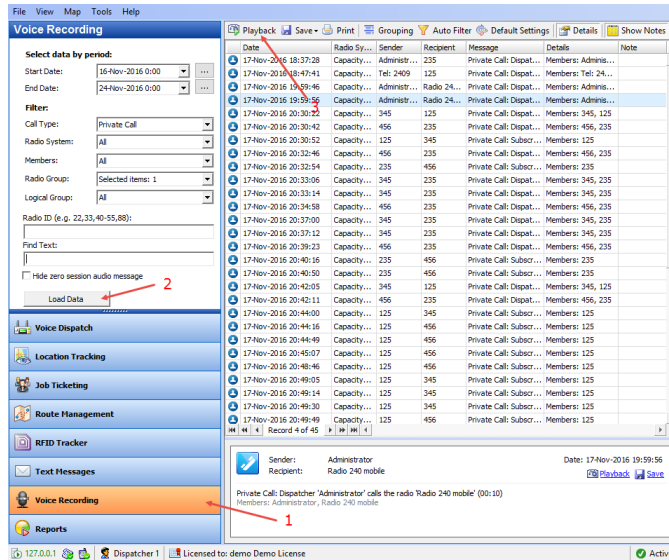 File View Map Tools Help
Voice Recording
Select data by period:
Start Date: 16-Nov-2016 0:00 ...
End Date: 24-Nov-2016 0:00 ...
Filter:
Call Type: Private Call
Radio System: All
Members: All
Radio Group: Selected items: 1
Logical Group: All
Radio ID (e.g. 22,33,40-55,88):
Find Text:
Hide zero session audio message
Load Data
2
Voice Dispatch
Location Tracking
Job Ticketing
Route Management
RFID Tracker
Text Messages
Voice Recording
Reports
1
Playback Save Print Grouping Auto Filter Default Settings Details Show Notes
3
Date Radio Sy... Sender Recipient Message Details Note
17-Nov-2016 18:37:28 Capacity... Administr... 235 Private Call: Dispat... Members: Adminis...
17-Nov-2016 18:47:41 Capacity... Tel: 2409 125 Private Call: Dispat... Members: Tel: 24...
17-Nov-2016 19:59:46 Capacity... Administr... Radio 24... Private Call: Dispat... Members: Adminis...
17-Nov-2016 19:59:56 Capacity... Administr... Radio 24... Private Call: Dispat... Members: Adminis...
17-Nov-2016 20:30:22 Capacity... 345 125 Private Call: Dispat... Members: 345, 125
17-Nov-2016 20:30:42 Capacity... 456 235 Private Call: Dispat... Members: 456, 235
17-Nov-2016 20:30:52 Capacity... 125 345 Private Call: Subscr... Members: 125
17-Nov-2016 20:32:46 Capacity... 456 235 Private Call: Dispat... Members: 456, 235
17-Nov-2016 20:32:54 Capacity... 235 456 Private Call: Subscr... Members: 235
17-Nov-2016 20:33:06 Capacity... 345 235 Private Call: Dispat... Members: 345, 235
17-Nov-2016 20:33:14 Capacity... 345 235 Private Call: Dispat... Members: 345, 235
17-Nov-2016 20:34:58 Capacity... 456 235 Private Call: Dispat... Members: 456, 235
17-Nov-2016 20:37:00 Capacity... 345 235 Private Call: Dispat... Members: 345, 235
17-Nov-2016 20:37:12 Capacity... 345 235 Private Call: Dispat... Members: 345, 235
17-Nov-2016 20:39:23 Capacity... 456 235 Private Call: Dispat... Members: 456, 235
17-Nov-2016 20:40:16 Capacity... 235 456 Private Call: Subscr... Members: 235
17-Nov-2016 20:40:50 Capacity... 235 456 Private Call: Subscr... Members: 235
17-Nov-2016 20:42:05 Capacity... 345 125 Private Call: Dispat... Members: 345, 125
17-Nov-2016 20:42:11 Capacity... 456 235 Private Call: Dispat... Members: 456, 235
17-Nov-2016 20:44:00 Capacity... 125 345 Private Call: Subscr... Members: 125
17-Nov-2016 20:44:16 Capacity... 125 456 Private Call: Subscr... Members: 125
17-Nov-2016 20:44:49 Capacity... 125 456 Private Call: Subscr... Members: 125
17-Nov-2016 20:45:07 Capacity... 125 456 Private Call: Subscr... Members: 125
17-Nov-2016 20:48:46 Capacity... 125 456 Private Call: Subscr... Members: 125
17-Nov-2016 20:49:05 Capacity... 125 345 Private Call: Subscr... Members: 125
17-Nov-2016 20:49:14 Capacity... 125 345 Private Call: Subscr... Members: 125
17-Nov-2016 20:49:30 Capacity... 125 345 Private Call: Subscr... Members: 125
17-Nov-2016 20:49:49 Capacity... 125 456 Private Call: Subscr... Members: 125
Record 4 of 45
Sender: Administrator Date: 17-Nov-2016 19:59:56
Recipient: Radio 240 mobile Playback Save
Private Call: Dispatcher 'Administrator' calls the radio 'Radio 240 mobile' (00:10)
Members: Administrator, Radio 240 mobile
127.0.0.1 Dispatcher 1 Licensed to: demo Demo License Activ